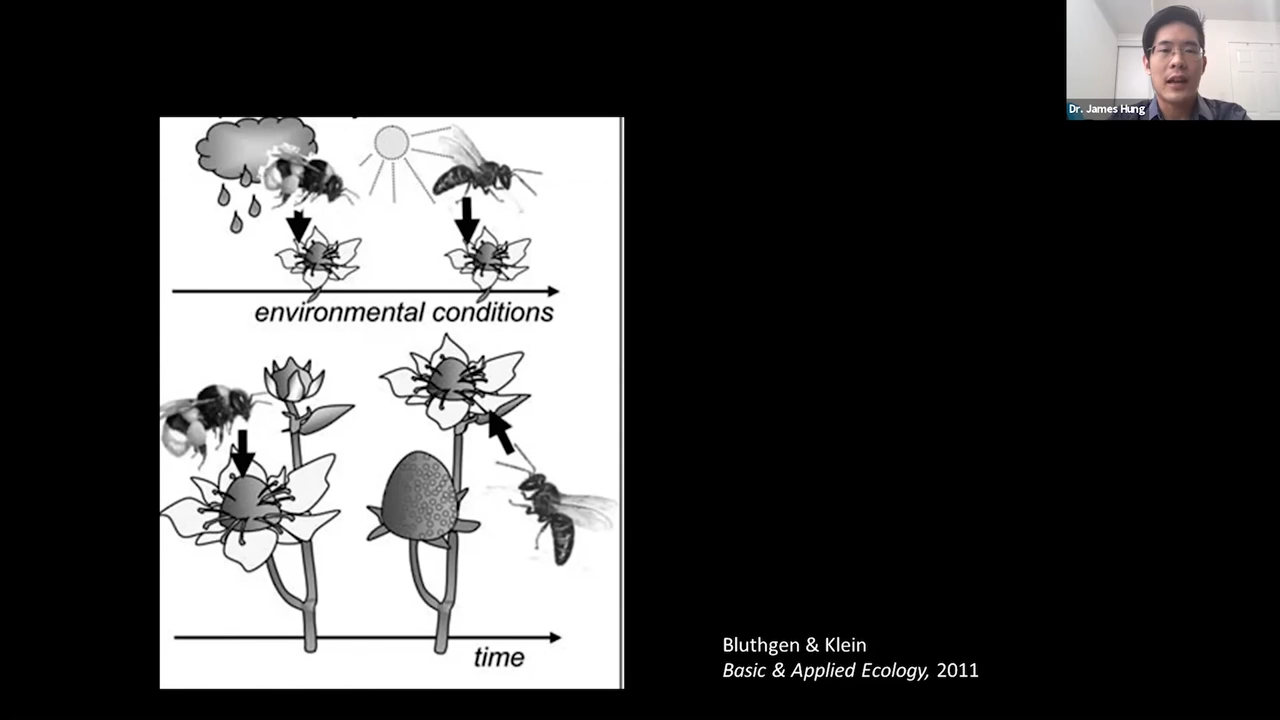 Dr. James Hung
environmental conditions
time
Bluthgen & Klein
Basic & Applied Ecology, 2011